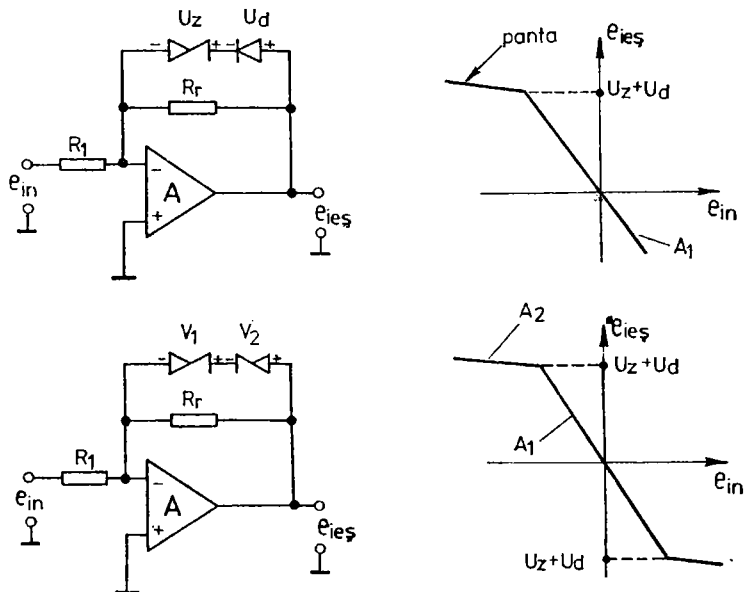 Uz Ud
- + - +
Rr
R1
ein
-
A
+
eieş
panta
eieş
Uz+Ud
ein
A1
V1 V2
- + - +
Rr
R1
ein
-
A
+
eieş
A2
eieş
Uz+Ud
A1
ein
Uz+Ud